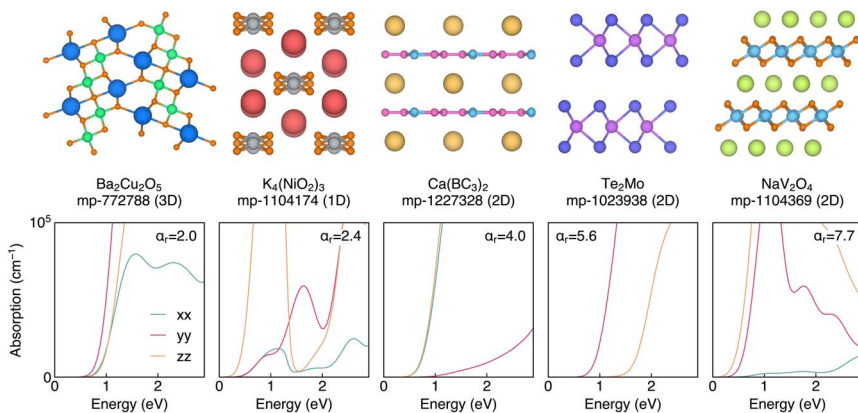 Ba₂Cu₂O₅
mp-772788 (3D)
K₄(NiO₂)₃
mp-1104174 (1D)
Ca(BC₃)₂
mp-1227328 (2D)
Te₂Mo
mp-1023938 (2D)
NaV₂O₄
mp-1104369 (2D)
Absorption (cm⁻¹)
10⁵
0
αᵣ=2.0
xx
yy
zz
0 1 2
Energy (eV)
αᵣ=2.4
0 1 2
Energy (eV)
αᵣ=4.0
0 1 2
Energy (eV)
αᵣ=5.6
0 1 2
Energy (eV)
αᵣ=7.7
0 1 2
Energy (eV)